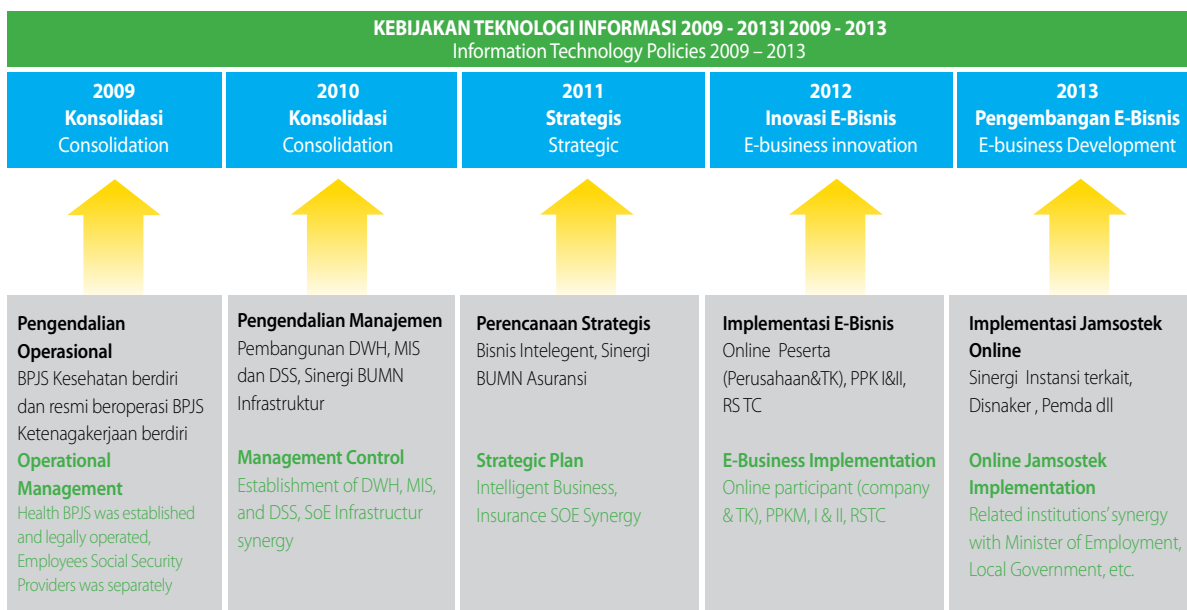 KEBIJAKAN TEKNOLOGI INFORMASI 2009 - 2013I 2009 - 2013
Information Technology Policies 2009 – 2013
2009
Konsolidasi
Consolidation
2010
Konsolidasi
Consolidation
2011
Strategis
Strategic
2012
Inovasi E-Bisnis
E-business innovation
2013
Pengembangan E-Bisnis
E-business Development
Pengendalian
Operasional
BPJS Kesehatan berdiri
dan resmi beroperasi BPJS
Ketenagakerjaan berdiri
Operational
Management
Health BPJS was established
and legally operated,
Employees Social Security
Providers was separately
Pengendalian Manajemen
Pembangunan DWH, MIS
dan DSS, Sinergi BUMN
Infrastruktur
Management Control
Establishment of DWH, MIS,
and DSS, SoE Infrastructur
synergy
Perencanaan Strategis
Bisnis Intelegent, Sinergi
BUMN Asuransi
Strategic Plan
Intelligent Business,
Insurance SOE Synergy
Implementasi E-Bisnis
Online Peserta
(Perusahaan&TK), PPK I&II,
RS TC
E-Business Implementation
Online participant (company
& TK), PPKM, I & II, RSTC
Implementasi Jamsostek
Online
Sinergi Instansi terkait,
Disnaker , Pemda dll
Online Jamsostek
Implementation
Related institutions' synergy
with Minister of Employment,
Local Government, etc.